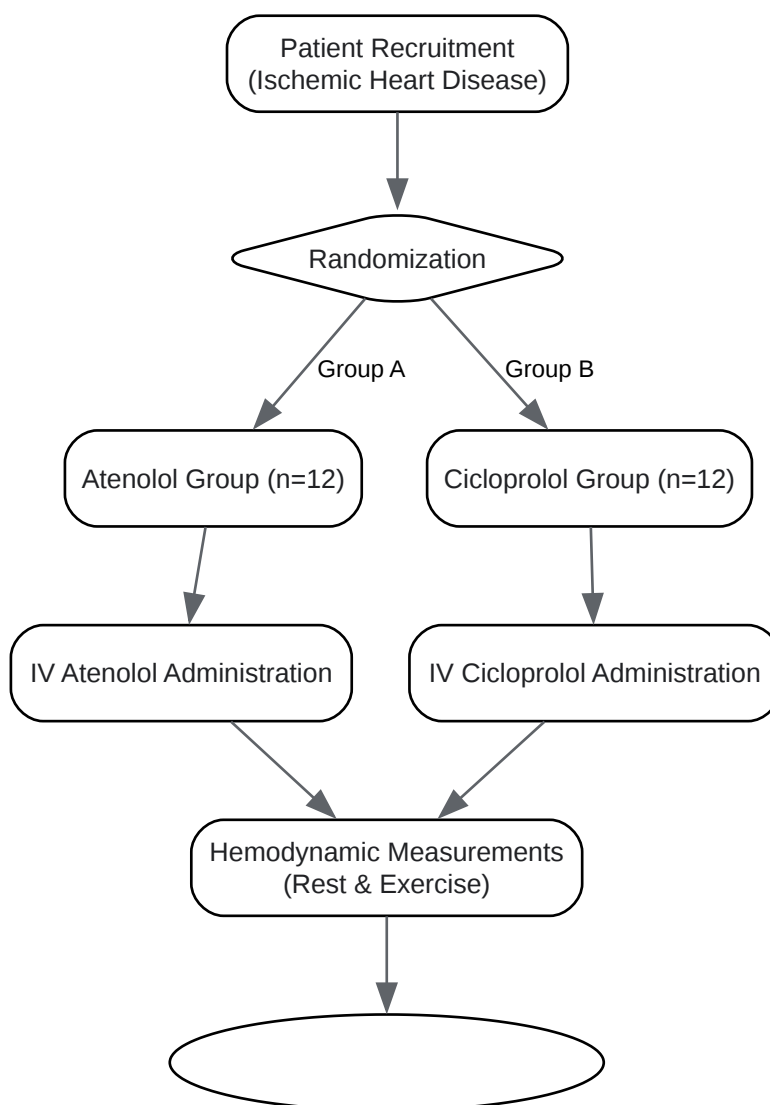 Patient Recruitment
(Ischemic Heart Disease)
Randomization
Group A
Group B
Atenolol Group (n=12)
Cicloprolol Group (n=12)
IV Atenolol Administration
IV Cicloprolol Administration
Hemodynamic Measurements
(Rest & Exercise)